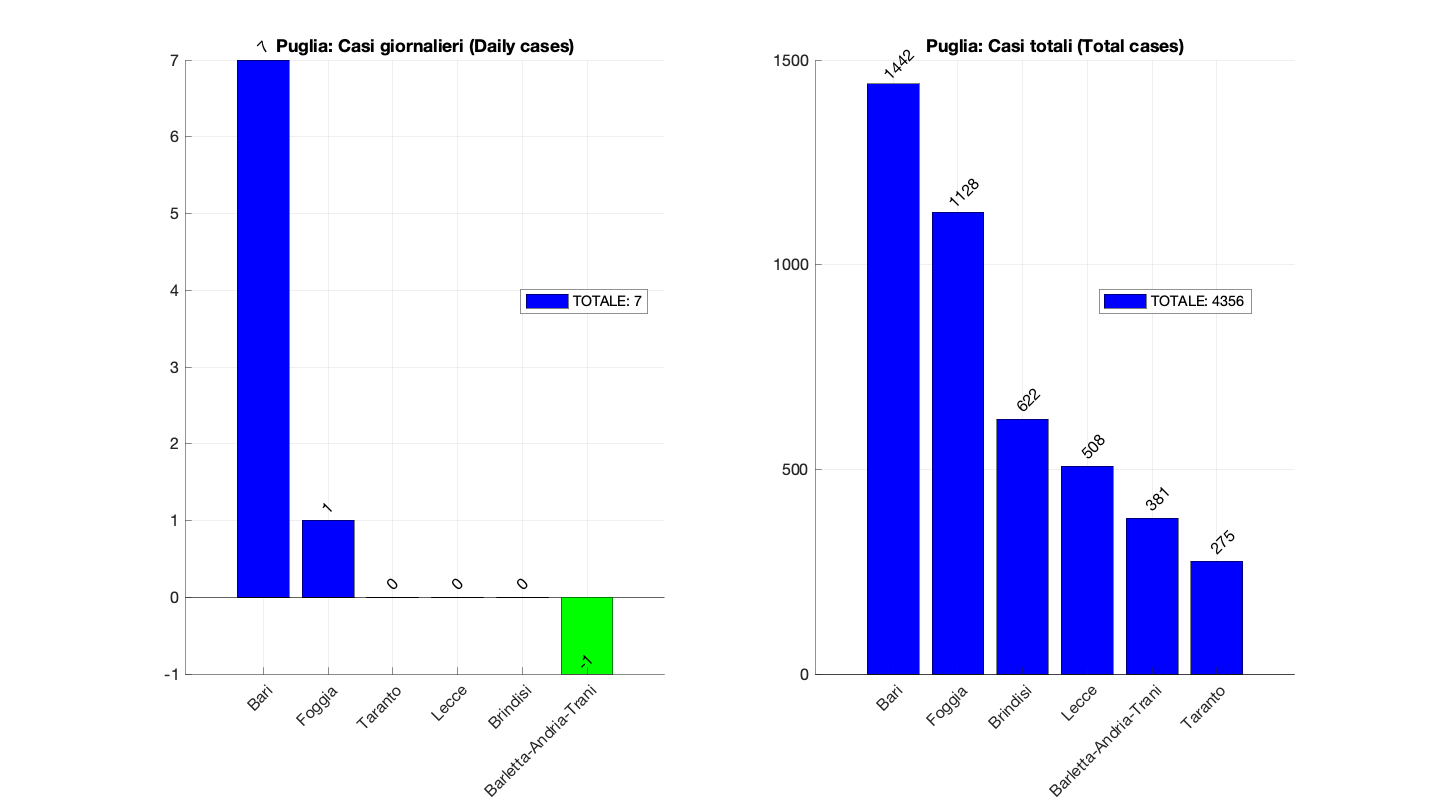 Puglia: Casi giornalieri (Daily cases)
7
7
6
5
4
3
2
1
0
-1
1
0
0
0
-1
TOTALE: 7
Bari
Foggia
Taranto
Lecce
Brindisi
Barletta-Andria-Trani
Puglia: Casi totali (Total cases)
1500
1000
500
0
1442
1128
622
508
381
275
TOTALE: 4356
Bari
Foggia
Brindisi
Lecce
Barletta-Andria-Trani
Taranto